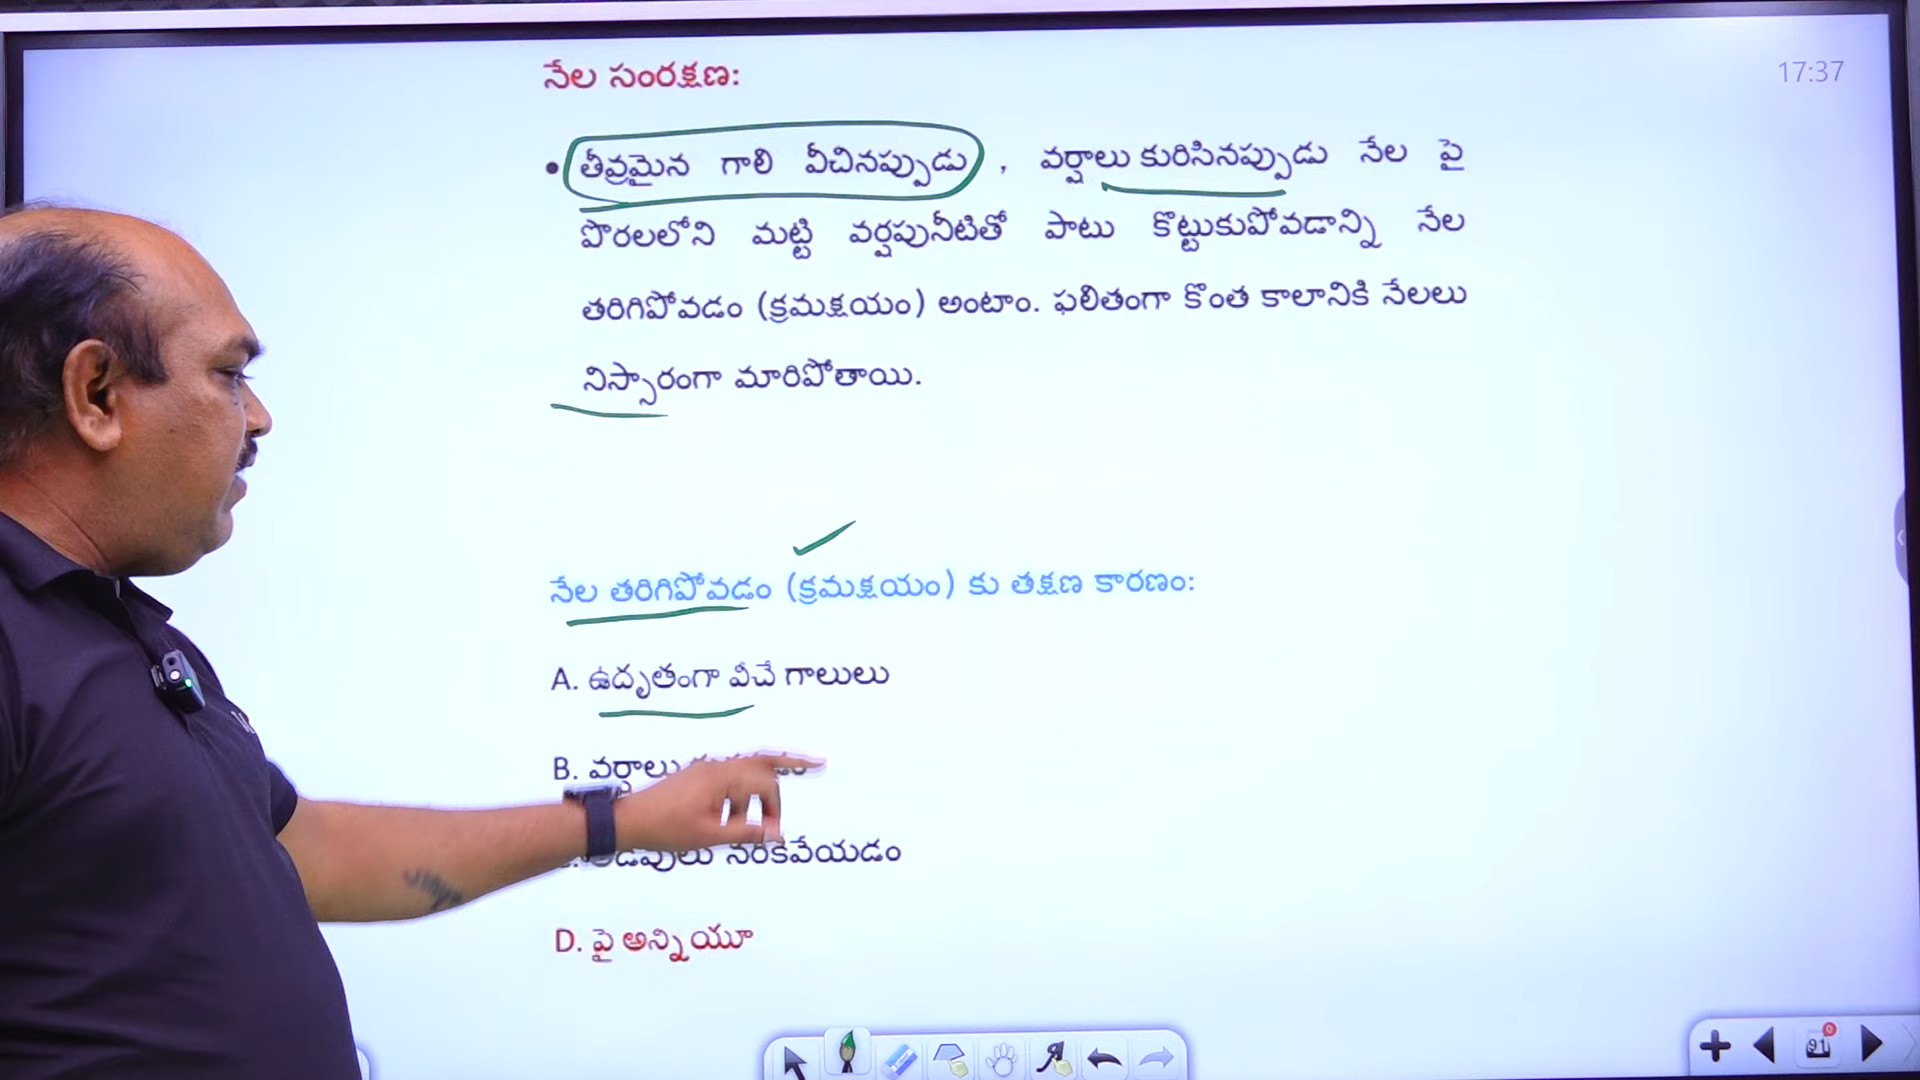 17:37
నేల సంరక్షణ:
• తీవ్రమైన గాలి వీచినప్పుడు , వర్షాలు కురిసినప్పుడు నేల పై
పొరలలోని మట్టి వర్షపునీటితో పాటు కొట్టుకుపోవడాన్ని నేల
తరిగిపోవడం (క్రమక్షయం) అంటాం. ఫలితంగా కొంత కాలానికి నేలలు
నిస్సారంగా మారిపోతాయి.
నేల తరిగిపోవడం (క్రమక్షయం) కు తక్షణ కారణం:
A. ఉదృతంగా వీచే గాలులు
B. వర్షాలు
నరికివేయడం
D. పై అన్నియూ
91